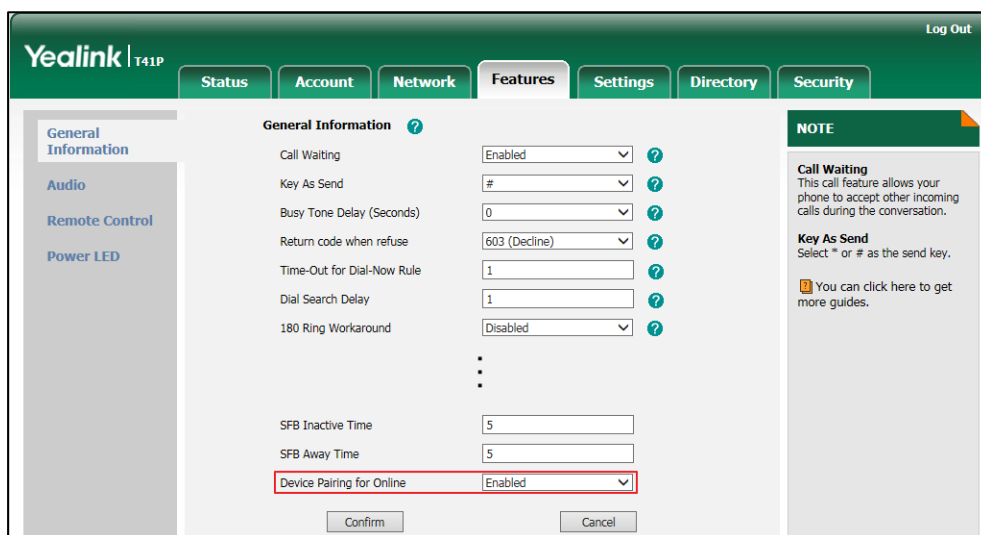 Log Out
Yealink | T41P
Status Account Network Features Settings Directory Security
General
Information
Audio
Remote Control
Power LED
General Information ?
Call Waiting Enabled ?
Key As Send # ?
Busy Tone Delay (Seconds) 0 ?
Return code when refuse 603 (Decline) ?
Time-Out for Dial-Now Rule 1 ?
Dial Search Delay 1 ?
180 Ring Workaround Disabled ?
SFB Inactive Time 5
SFB Away Time 5
Device Pairing for Online Enabled
Confirm Cancel
NOTE
Call Waiting
This call feature allows your
phone to accept other incoming
calls during the conversation.
Key As Send
Select * or # as the send key.
? You can click here to get
more guides.